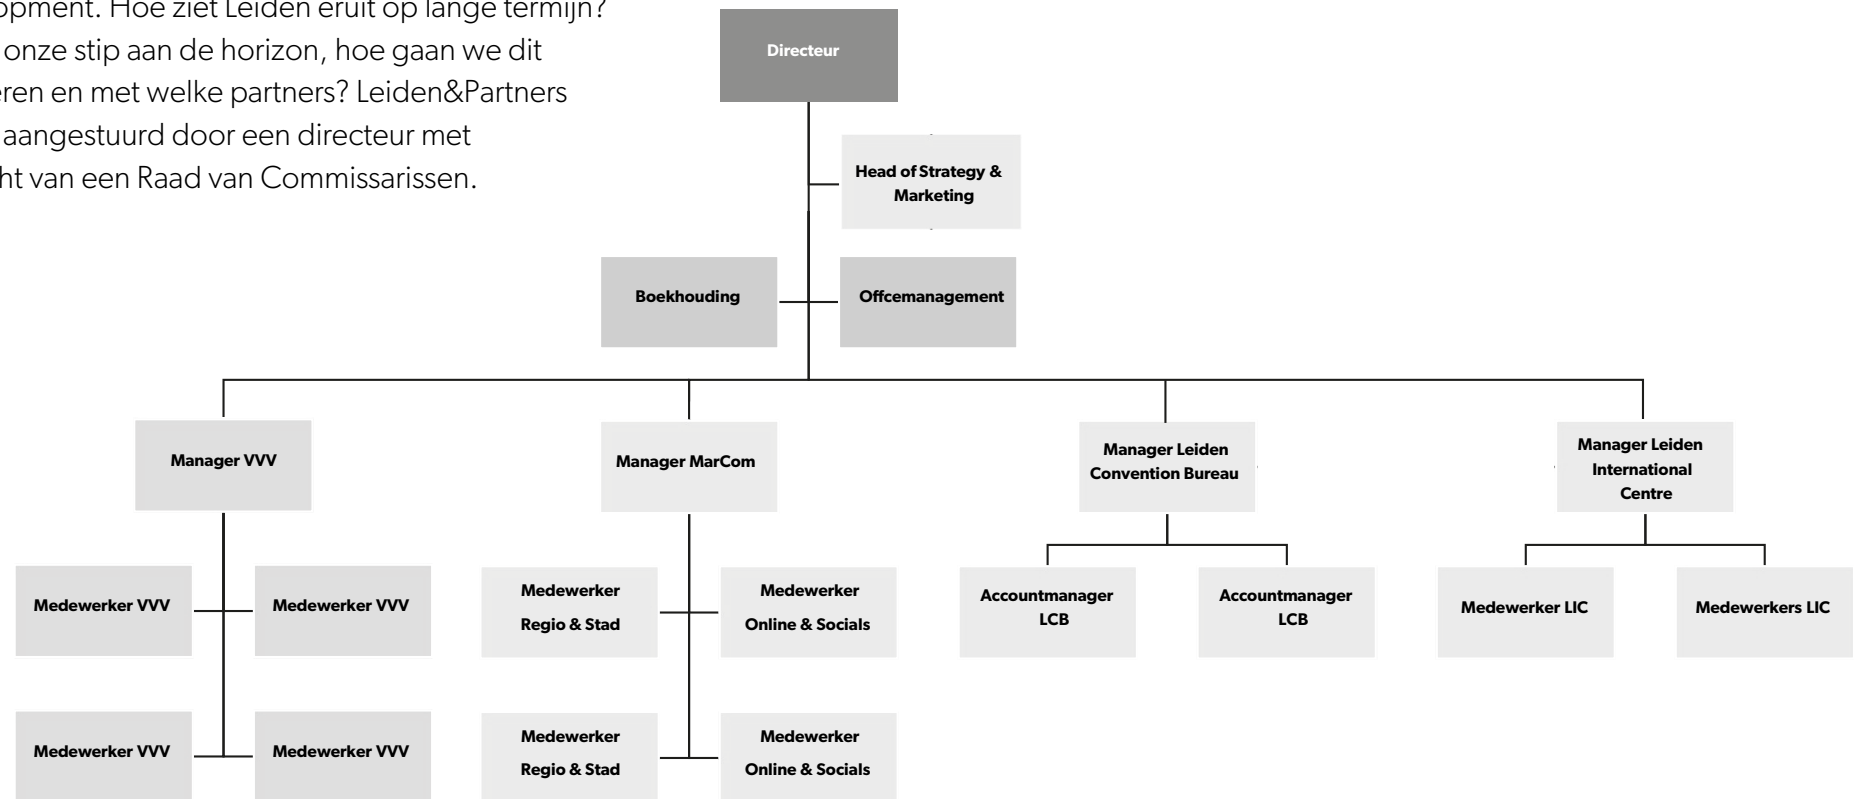 opment. Hoe ziet Leiden eruit op lange termijn?
onze stip aan de horizon, hoe gaan we dit
eren en met welke partners? Leiden&Partners
aangestuurd door een directeur met
ht van een Raad van Commissarissen.
Directeur
Head of Strategy &
Marketing
Boekhouding
Offcemanagement
Manager VVV
Manager MarCom
Manager Leiden
Convention Bureau
Manager Leiden
International
Centre
Medewerker VVV
Medewerker VVV
Medewerker
Regio & Stad
Medewerker
Online & Socials
Accountmanager
LCB
Accountmanager
LCB
Medewerker LIC
Medewerkers LIC
Medewerker VVV
Medewerker VVV
Medewerker
Regio & Stad
Medewerker
Online & Socials